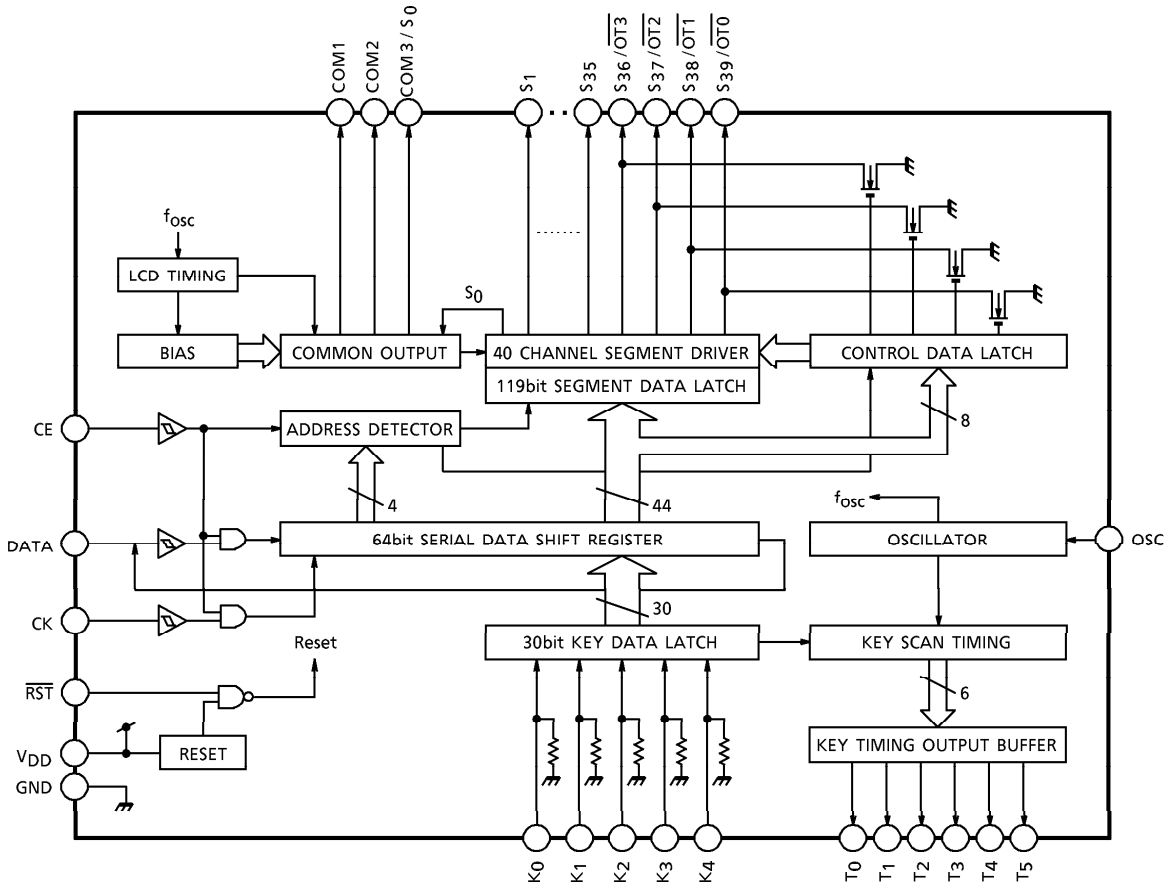 COM1
COM2
COM3/S0
S1
S35
S36/OT3
S37/OT2
S38/OT1
S39/OT0
fosc
LCD TIMING
S0
BIAS
COMMON OUTPUT
40 CHANNEL SEGMENT DRIVER
CONTROL DATA LATCH
119bit SEGMENT DATA LATCH
CE
ADDRESS DETECTOR
8
4
44
fosc
DATA
64bit SERIAL DATA SHIFT REGISTER
OSCILLATOR
OSC
CK
30
Reset
30bit KEY DATA LATCH
KEY SCAN TIMING
RST
6
VDD
RESET
KEY TIMING OUTPUT BUFFER
GND
K0
K1
K2
K3
K4
T0
T1
T2
T3
T4
T5